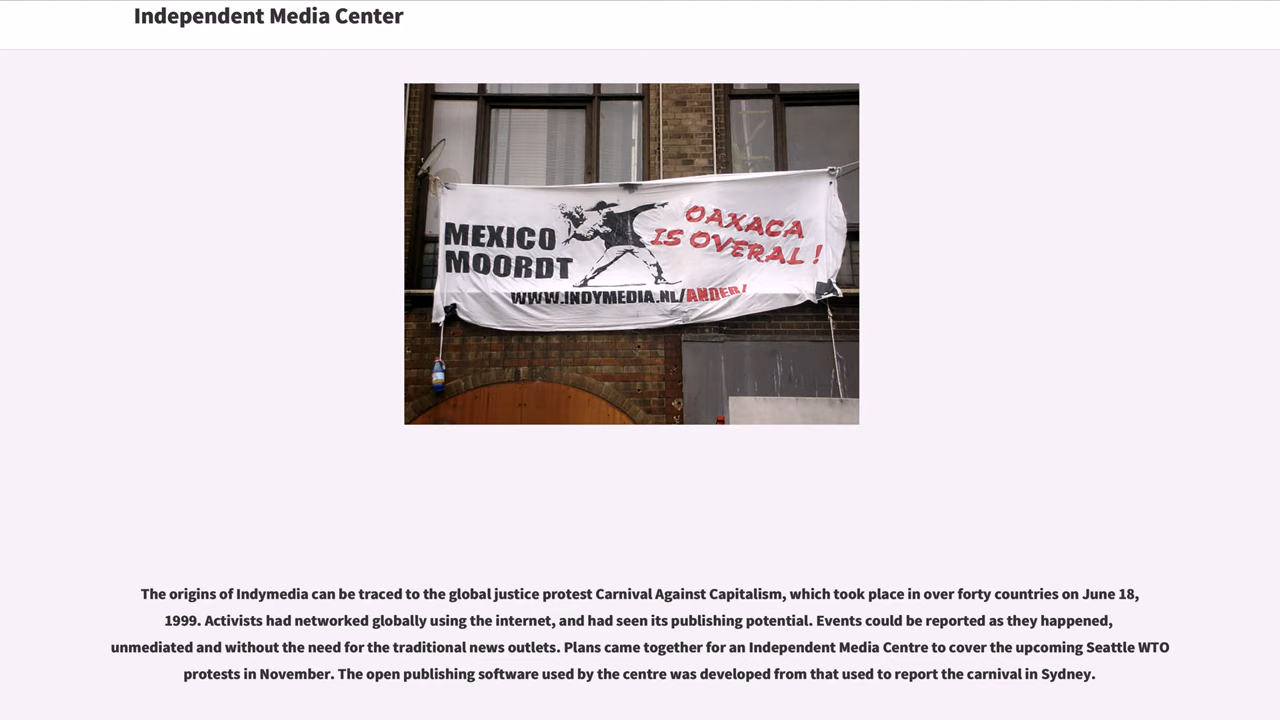 Independent Media Center
MEXICO
MOORDT
OAXACA
IS OVERAL !
WWW.INDYMEDIA.NL/ANDER!
The origins of Indymedia can be traced to the global justice protest Carnival Against Capitalism, which took place in over forty countries on June 18,
1999. Activists had networked globally using the internet, and had seen its publishing potential. Events could be reported as they happened,
unmediated and without the need for the traditional news outlets. Plans came together for an Independent Media Centre to cover the upcoming Seattle WTO
protests in November. The open publishing software used by the centre was developed from that used to report the carnival in Sydney.